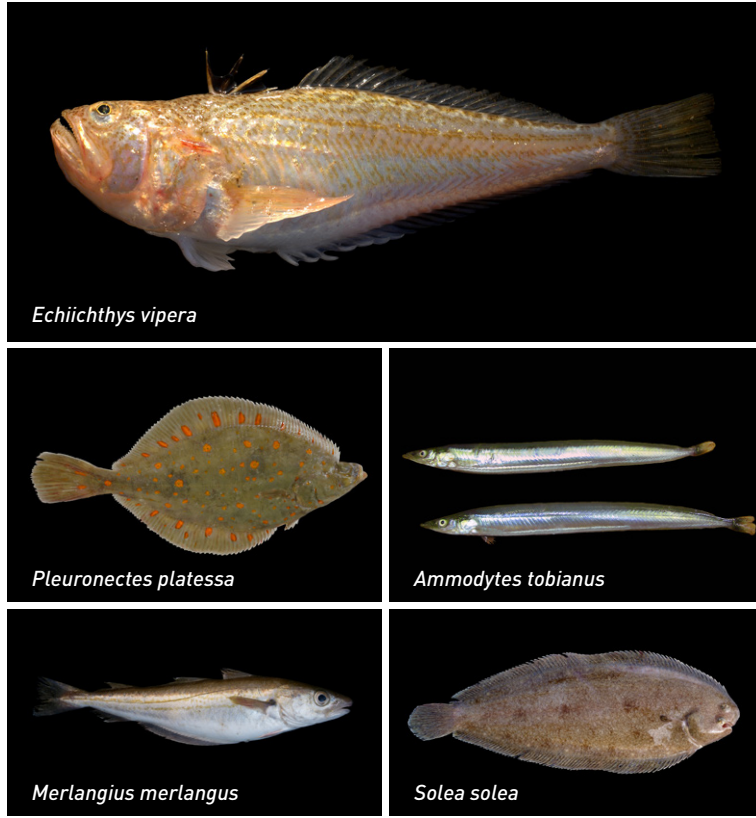 Echiichthys vipera
Pleuronectes platessa
Ammodytes tobianus
Merlangius merlangus
Solea solea